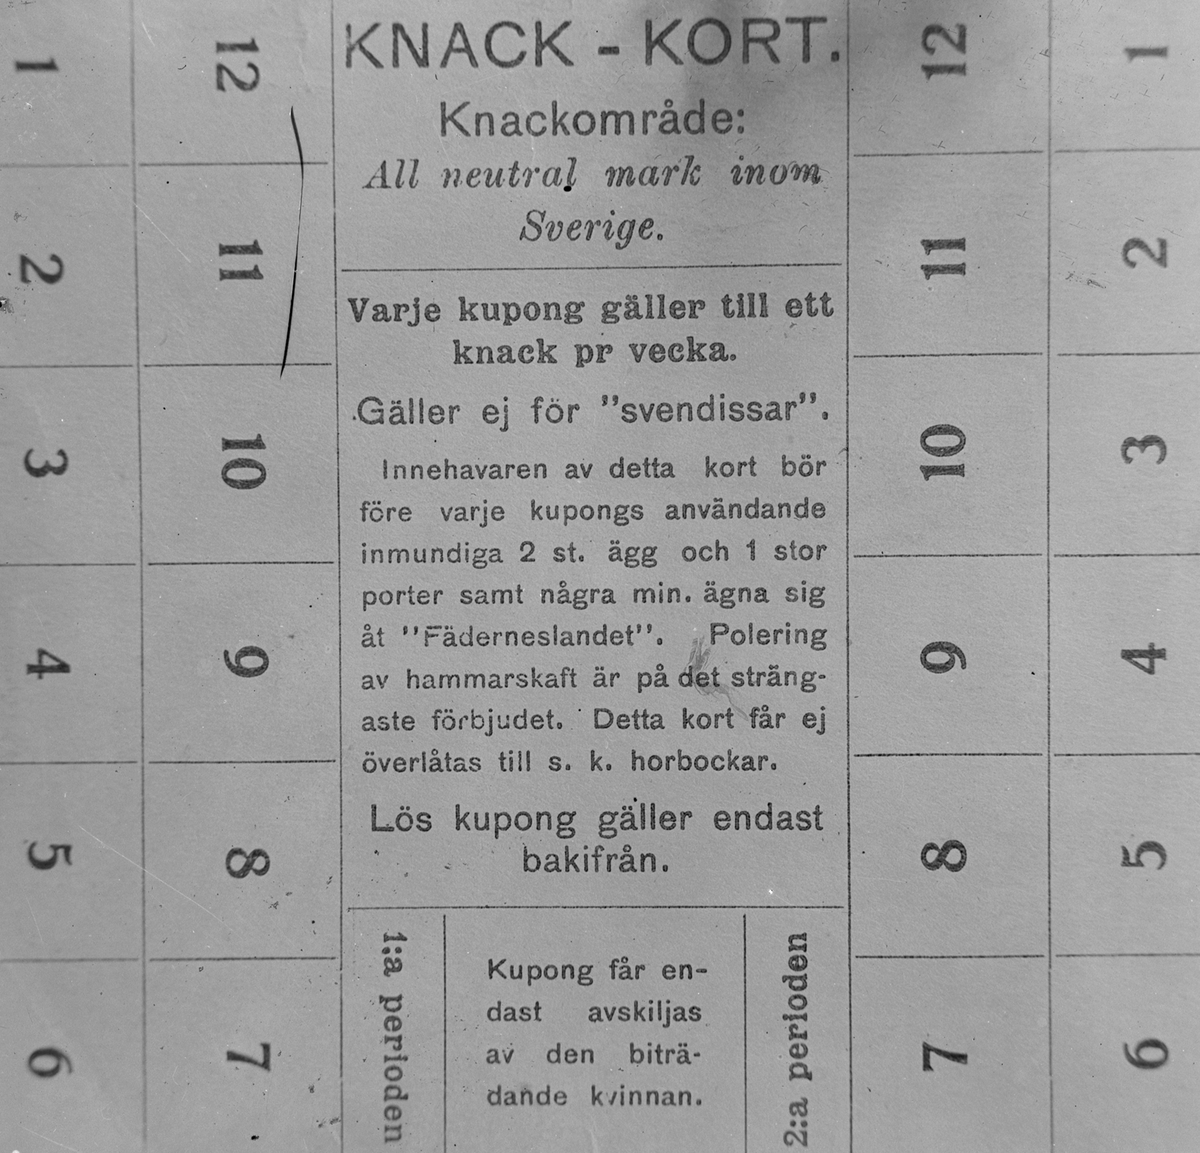 KNACK - KORT.
Knackområde:
All neutral mark inom
Sverige.
Varje kupong gäller till ett
knack pr vecka.
Gäller ej för "svendissar".
Innehavaren av detta kort bör
före varje kupongs användande
inmundiga 2 st. ägg och 1 stor
porter samt några min. ägna sig
åt "Fäderneslandet". Polering
av hammarskaft är på det sträng-
aste förbjudet. Detta kort får ej
överlåtas till s. k. horbockar.
Lös kupong gäller endast
bakifrån.
1:a perioden
Kupong får en-
dast avskiljas
av den biträ-
dande kvinnan.
2:a perioden
1
2
3
4
5
6
12
11
10
9
8
7
12
11
10
9
8
7
1
2
3
4
5
6